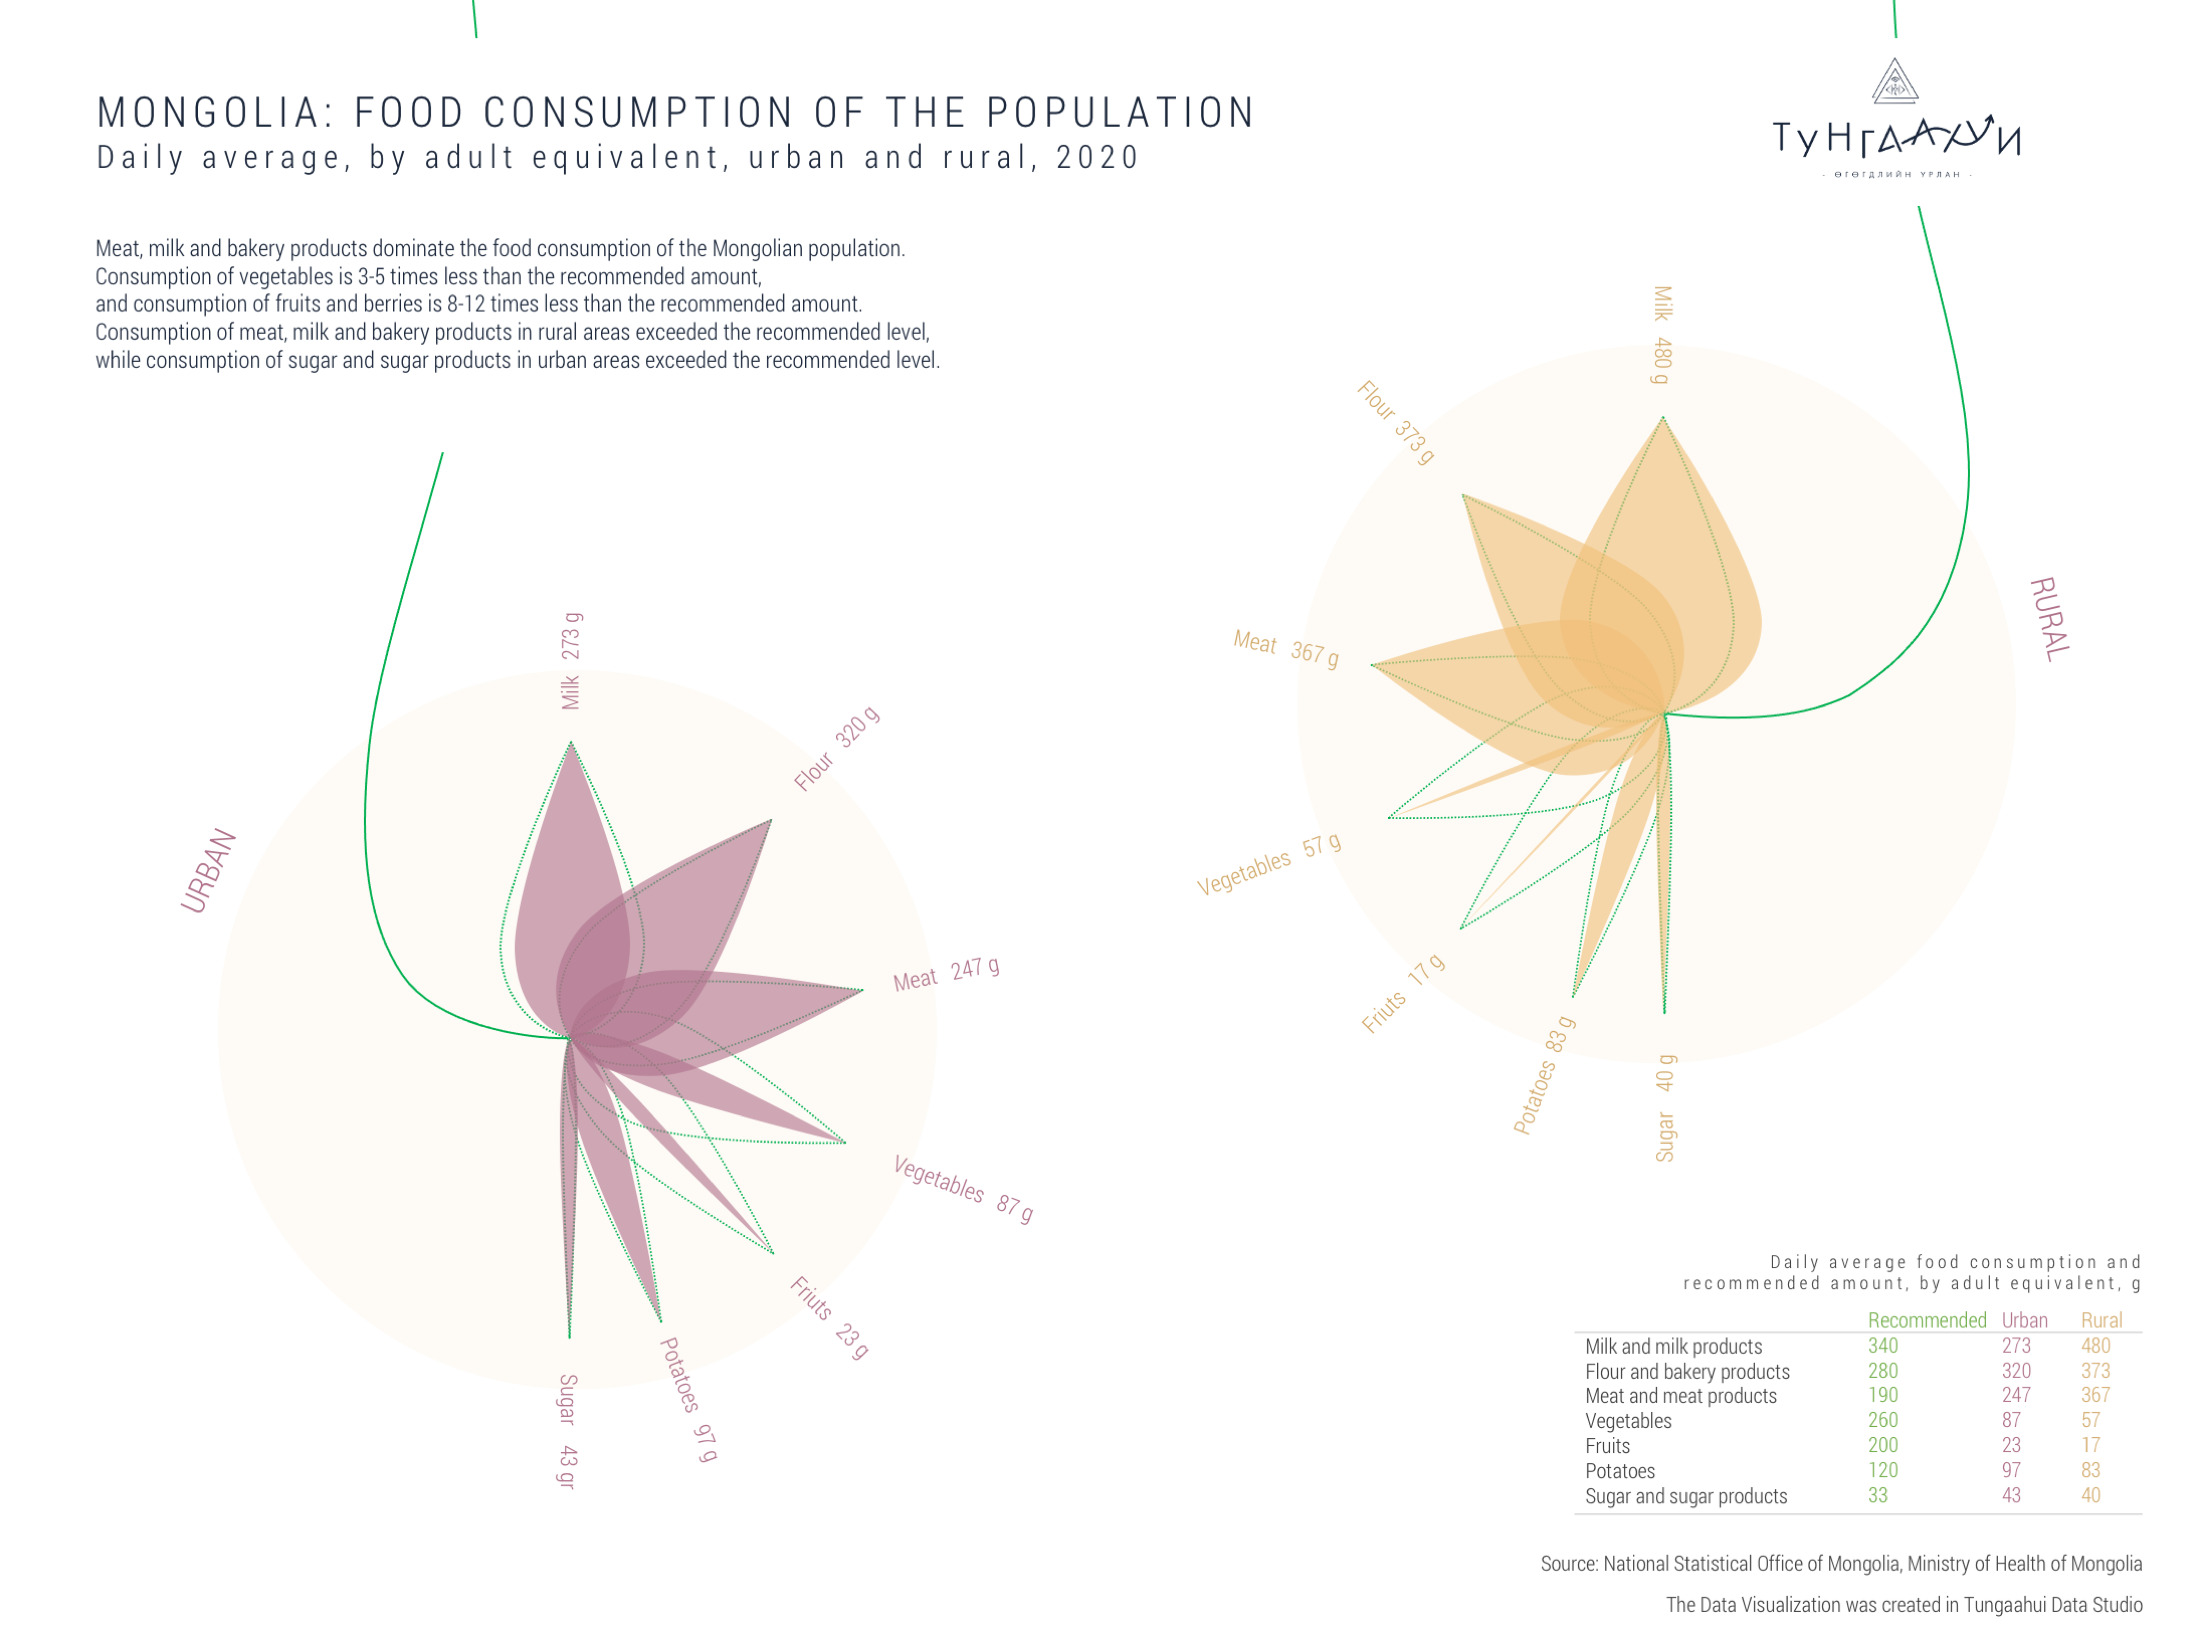 MONGOLIA: FOOD CONSUMPTION OF THE POPULATION
Daily average, by adult equivalent, urban and rural, 2020
ТуНгААХУИ
- өгөгдлийн урлан -
Meat, milk and bakery products dominate the food consumption of the Mongolian population.
Consumption of vegetables is 3-5 times less than the recommended amount,
and consumption of fruits and berries is 8-12 times less than the recommended amount.
Consumption of meat, milk and bakery products in rural areas exceeded the recommended level,
while consumption of sugar and sugar products in urban areas exceeded the recommended level.
URBAN
Milk 273 g
Flour 320 g
Meat 247 g
Vegetables 87 g
Friuts 23 g
Potatoes 97 g
Sugar 43 gr
RURAL
Milk 480 g
Flour 373 g
Meat 367 g
Vegetables 57 g
Friuts 17 g
Potatoes 83 g
Sugar 40 g
Daily average food consumption and
recommended amount, by adult equivalent, g
Recommended Urban Rural
Milk and milk products 340 273 480
Flour and bakery products 280 320 373
Meat and meat products 190 247 367
Vegetables 260 87 57
Fruits 200 23 17
Potatoes 120 97 83
Sugar and sugar products 33 43 40
Source: National Statistical Office of Mongolia, Ministry of Health of Mongolia
The Data Visualization was created in Tungaahui Data Studio